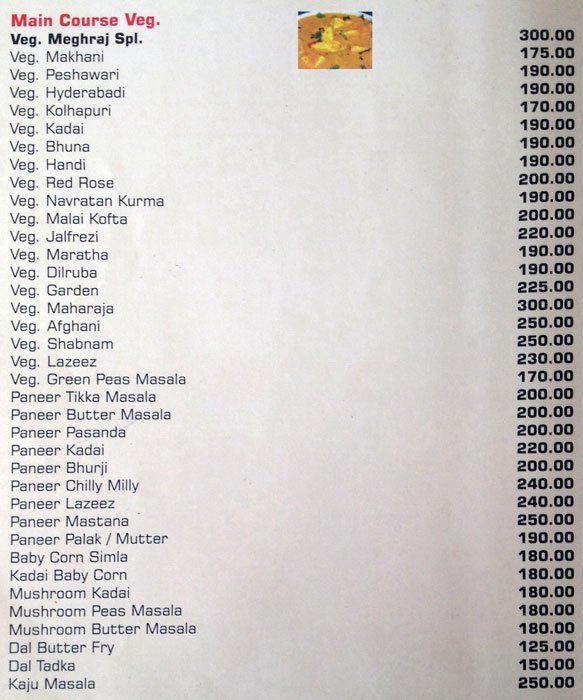 Main Course Veg.
Veg. Meghraj Spl. 300.00
Veg. Makhani 175.00
Veg. Peshawari 190.00
Veg. Hyderabadi 190.00
Veg. Kolhapuri 170.00
Veg. Kadai 190.00
Veg. Bhuna 190.00
Veg. Handi 190.00
Veg. Red Rose 200.00
Veg. Navratan Kurma 190.00
Veg. Malai Kofta 200.00
Veg. Jalfrezi 220.00
Veg. Maratha 190.00
Veg. Dilruba 190.00
Veg. Garden 225.00
Veg. Maharaja 300.00
Veg. Afghani 250.00
Veg. Shabnam 250.00
Veg. Lazeez 230.00
Veg. Green Peas Masala 170.00
Paneer Tikka Masala 200.00
Paneer Butter Masala 200.00
Paneer Pasanda 200.00
Paneer Kadai 220.00
Paneer Bhurji 200.00
Paneer Chilly Milly 240.00
Paneer Lazeez 240.00
Paneer Mastana 250.00
Paneer Palak / Mutter 190.00
Baby Corn Simla 180.00
Kadai Baby Corn 180.00
Mushroom Kadai 180.00
Mushroom Peas Masala 180.00
Mushroom Butter Masala 180.00
Dal Butter Fry 125.00
Dal Tadka 150.00
Kaju Masala 250.00